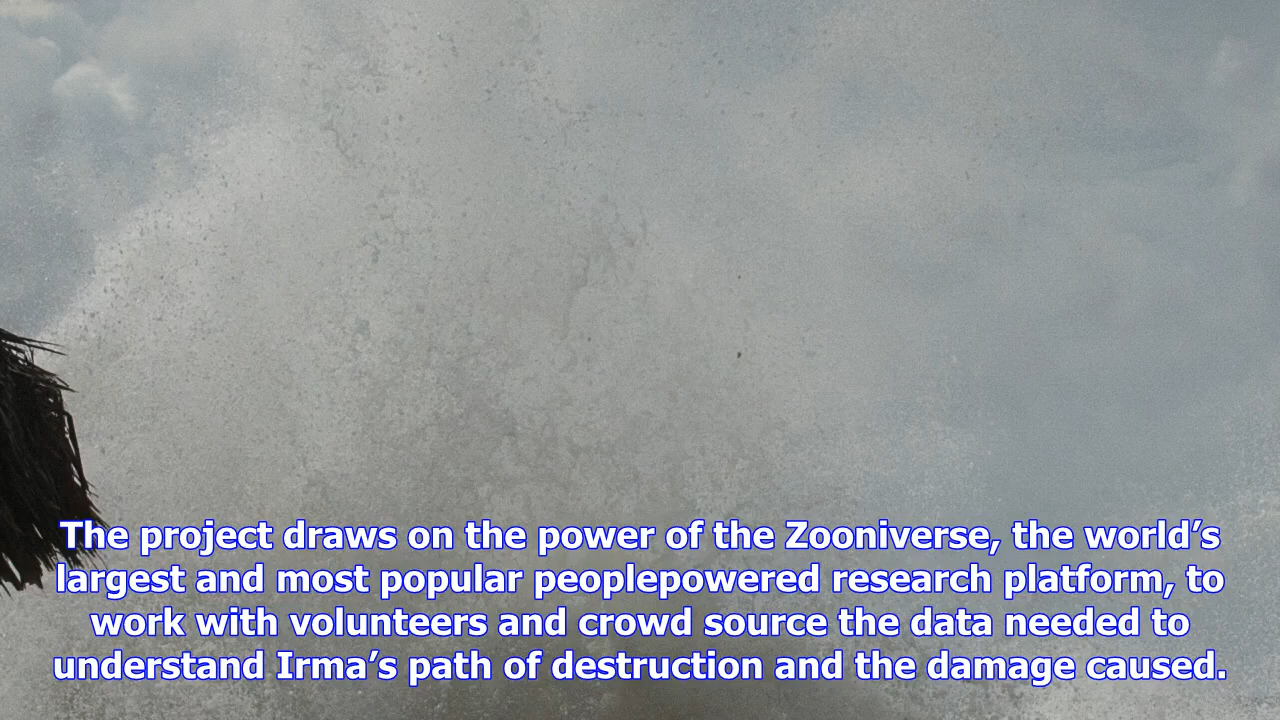 The project draws on the power of the Zooniverse, the world’s
largest and most popular peoplepowered research platform, to
work with volunteers and crowd source the data needed to
understand Irma’s path of destruction and the damage caused.